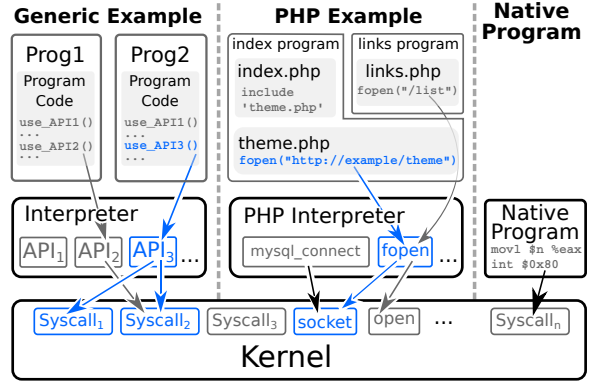 Generic Example
PHP Example
Native
Program
Prog1
Program
Code
use_API1()
...
use_API2()
...
Prog2
Program
Code
use_API1()
...
use_API3()
...
index program
index.php
include
'theme.php'
links program
links.php
fopen("/list")
theme.php
fopen("http://example/theme")
Interpreter
API1
API2
API3
...
PHP Interpreter
mysql_connect
fopen
...
Native
Program
movl $n %eax
int $0x80
Syscall1
Syscall2
Syscall3
socket
open
...
Syscalln
Kernel